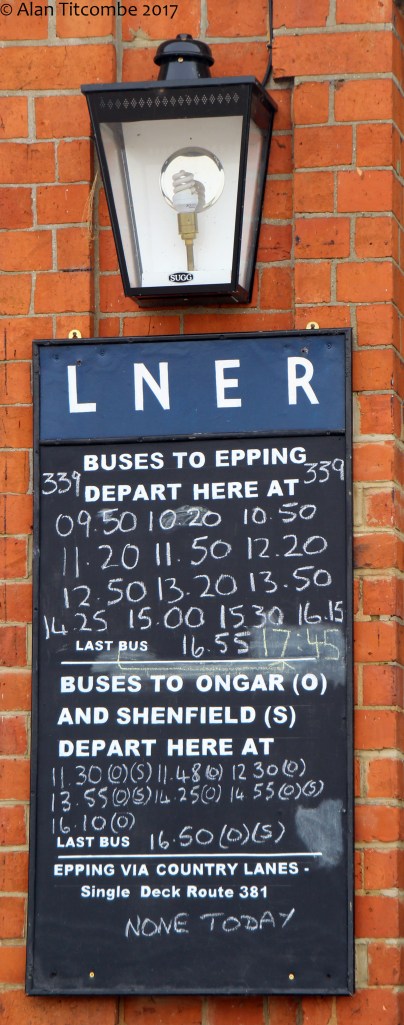 © Alan Titcombe 2017
SUGG
LNER
339 BUSES TO EPPING 339
DEPART HERE AT
09.50 10.20 10.50
11.20 11.50 12.20
12.50 13.20 13.50
14.25 15.00 15.30 16.15
LAST BUS 16.55 17:45
BUSES TO ONGAR (O)
AND SHENFIELD (S)
DEPART HERE AT
11.30(O)(S) 11.48(O) 12 30(O)
13.55(O)(S) 14.25(O) 14.55(O)(S)
16.10(O)
LAST BUS 16.50(O)(S)
EPPING VIA COUNTRY LANES -
Single Deck Route 381
NONE TODAY